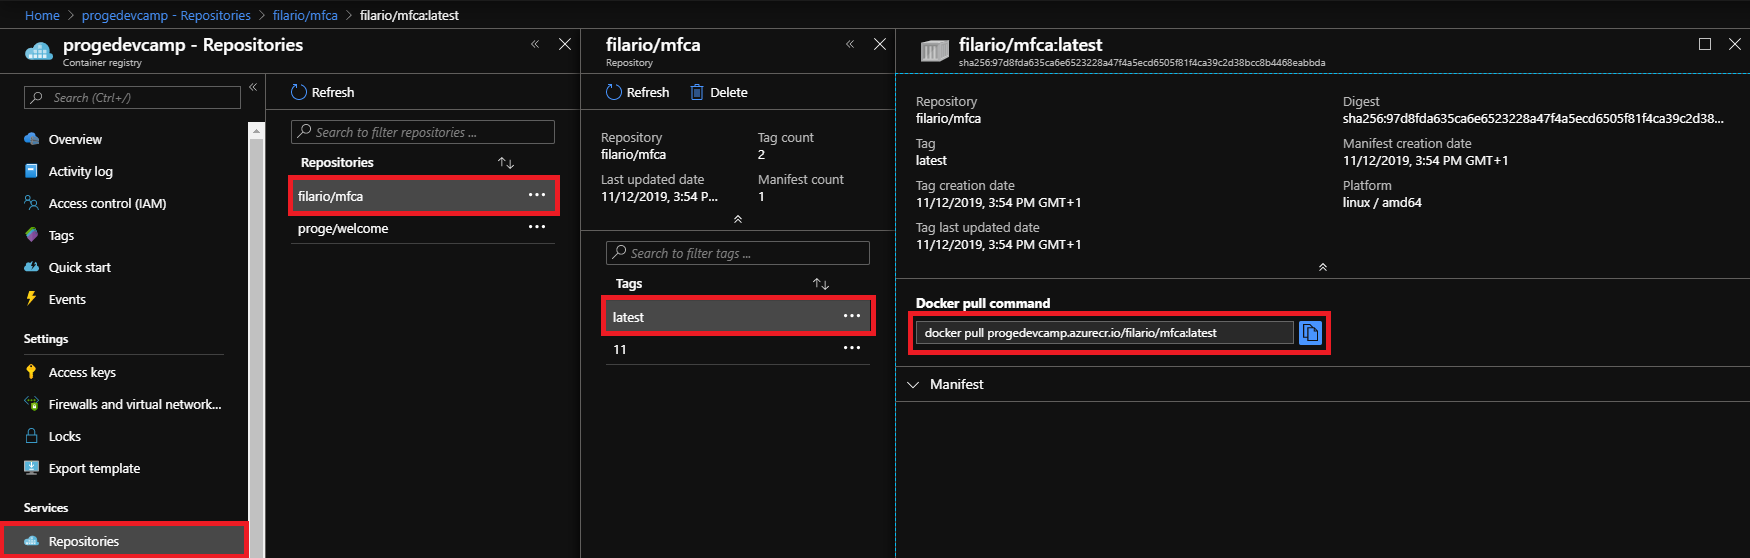 Home > progedevcamp - Repositories > filario/mfca > filario/mfca:latest
progedevcamp - Repositories
Container registry
Search (Ctrl+/)
Overview
Activity log
Access control (IAM)
Tags
Quick start
Events
Settings
Access keys
Firewalls and virtual network...
Locks
Export template
Services
Repositories
Refresh
Search to filter repositories ...
Repositories
filario/mfca
proge/welcome
filario/mfca
Repository
Refresh
Delete
Repository
filario/mfca
Tag count
2
Last updated date
11/12/2019, 3:54 P...
Manifest count
1
Search to filter tags ...
Tags
latest
11
filario/mfca:latest
sha256:97d8fda635ca6e6523228a47f4a5ecd6505f81f4ca39c2d38bcc8b4468eabbda
Repository
filario/mfca
Tag
latest
Tag creation date
11/12/2019, 3:54 PM GMT+1
Tag last updated date
11/12/2019, 3:54 PM GMT+1
Digest
sha256:97d8fda635ca6e6523228a47f4a5ecd6505f81f4ca39c2d38...
Manifest creation date
11/12/2019, 3:54 PM GMT+1
Platform
linux / amd64
Docker pull command
docker pull progedevcamp.azurecr.io/filario/mfca:latest
Manifest